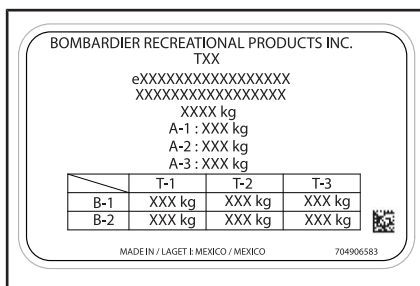 BOMBARDIER RECREATIONAL PRODUCTS INC.
TXX
eXXXXXXXXXXXXXXXXX
XXXXXXXXXXXXXXXXX
XXXX kg
A-1 : XXX kg
A-2 : XXX kg
A-3 : XXX kg
T-1 T-2 T-3
B-1 XXX kg XXX kg XXX kg
B-2 XXX kg XXX kg XXX kg
MADE IN / LAGET I: MEXICO / MEXICO 704906583